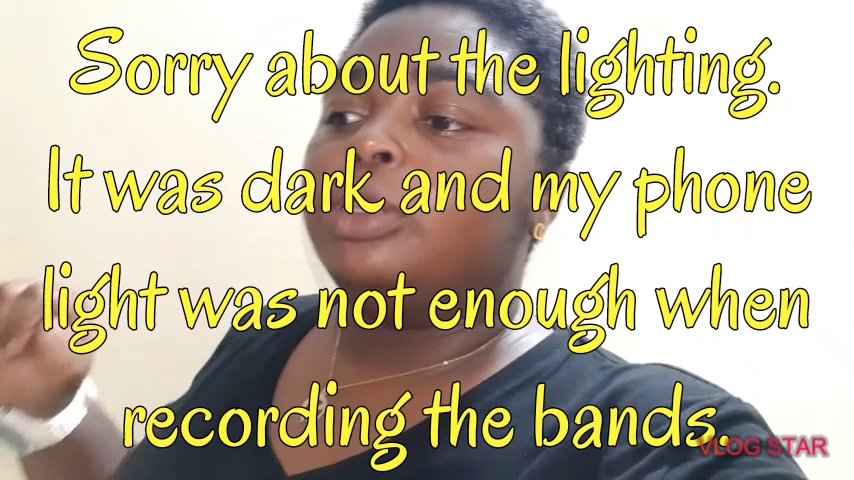 Sorry about the lighting.
It was dark and my phone
light was not enough when
recording the bands.
VLOG STAR